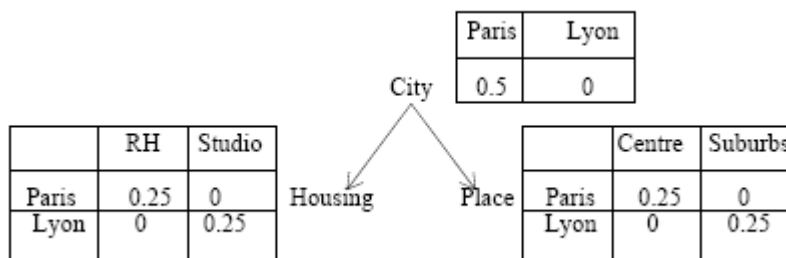 Paris Lyon
City 0.5 0
RH Studio
Paris 0.25 0
Lyon 0 0.25
Housing
Place
Centre Suburbs
Paris 0.25 0
Lyon 0 0.25